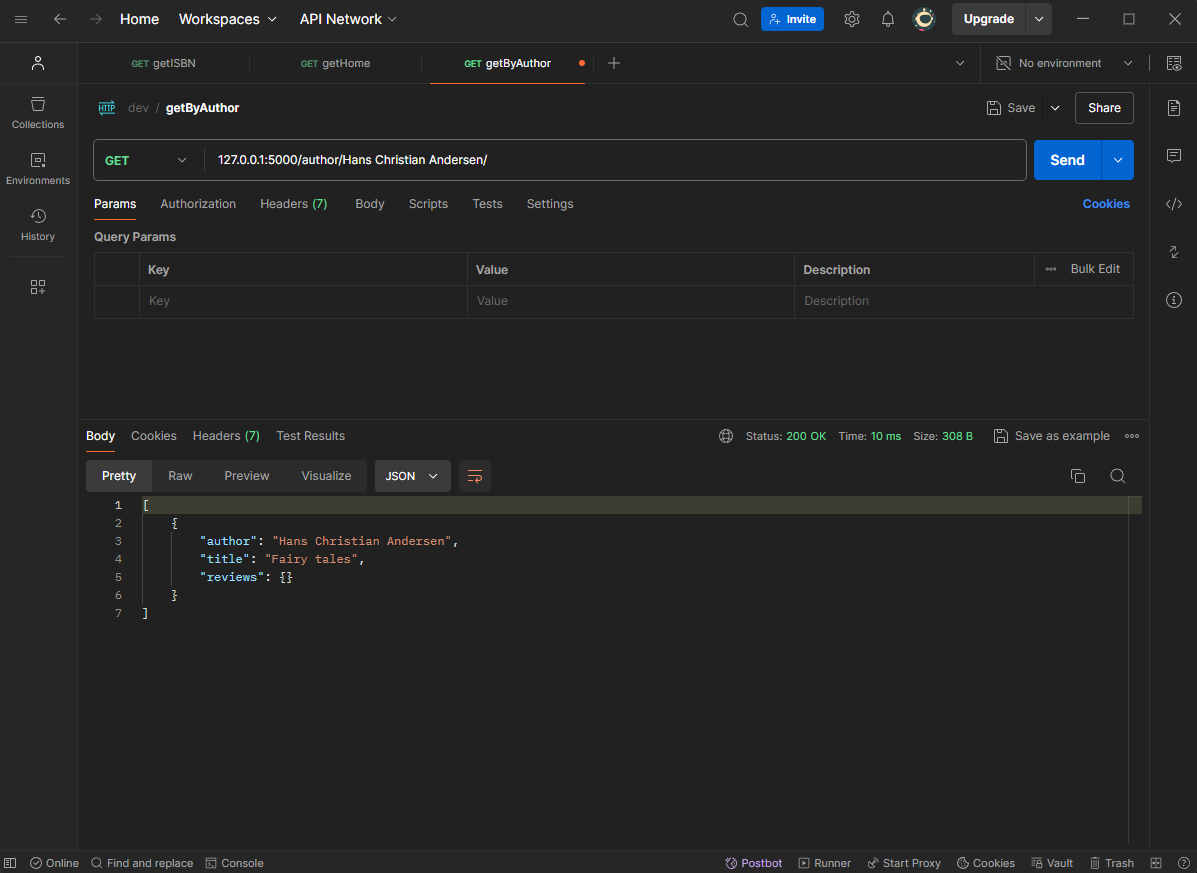 Home Workspaces API Network Invite Upgrade
GET getISBN GET getHome GET getByAuthor No environment
HTTP dev / getByAuthor Save Share
Collections
GET 127.0.0.1:5000/author/Hans Christian Andersen/ Send
Environments
Params Authorization Headers (7) Body Scripts Tests Settings Cookies
History
Query Params
Key Value Description Bulk Edit
Key Value Description
Body Cookies Headers (7) Test Results Status: 200 OK Time: 10 ms Size: 308 B Save as example
Pretty Raw Preview Visualize JSON
1 [
2 {
3 "author": "Hans Christian Andersen",
4 "title": "Fairy tales",
5 "reviews": {}
6 }
7 ]
Online Find and replace Console Postbot Runner Start Proxy Cookies Vault Trash